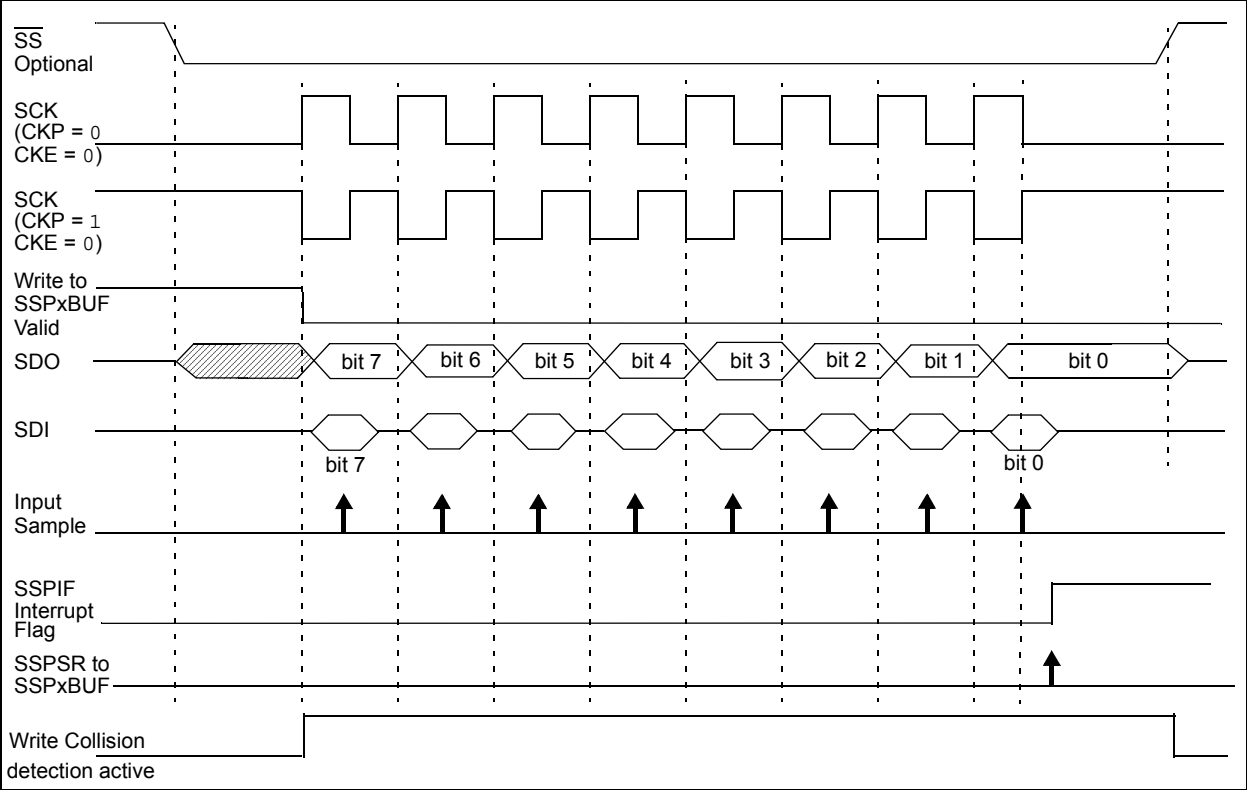 SS
Optional
SCK
(CKP = 0
CKE = 0)
SCK
(CKP = 1
CKE = 0)
Write to
SSPxBUF
Valid
SDO
bit 7 bit 6 bit 5 bit 4 bit 3 bit 2 bit 1 bit 0
SDI
bit 7 bit 0
Input
Sample
SSPIF
Interrupt
Flag
SSPSR to
SSPxBUF
Write Collision
detection active